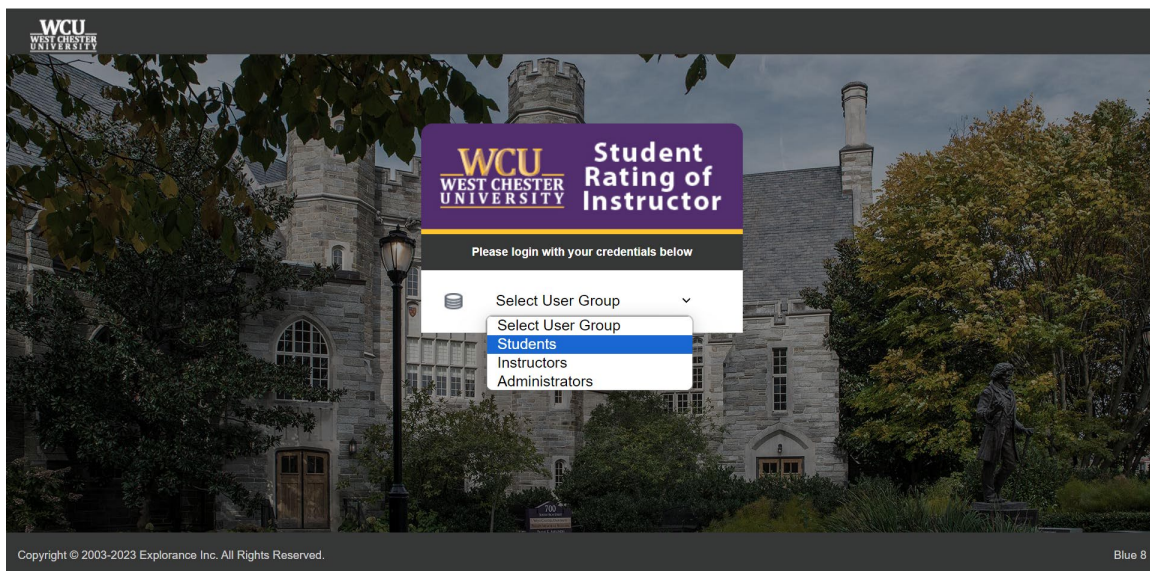 WCU
WEST CHESTER
UNIVERSITY
WCU
WEST CHESTER
UNIVERSITY
Student
Rating of
Instructor
Please login with your credentials below
Select User Group
Select User Group
Students
Instructors
Administrators
700
Copyright © 2003-2023 Explorance Inc. All Rights Reserved.
Blue 8